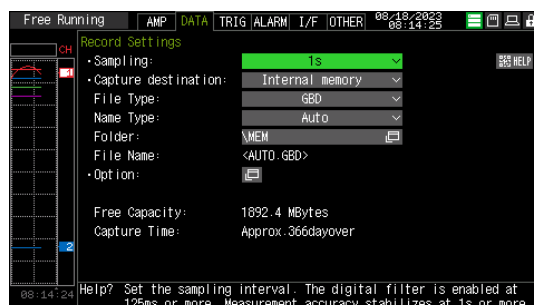 Free Running AMP DATA TRIG ALARM I/F OTHER 08/18/2023 08:14:25
CH
Record Settings
•Sampling: 1s HELP
1
•Capture destination: Internal memory
File Type: GBD
Name Type: Auto
Folder: \MEM
File Name: <AUTO.GBD>
•Option:
Free Capacity: 1892.4 MBytes
Capture Time: Approx.366dayover
2
08:14:24
Help? Set the sampling interval. The digital filter is enabled at
125ms or more. Measurement accuracy stabilizes at 1s or more.